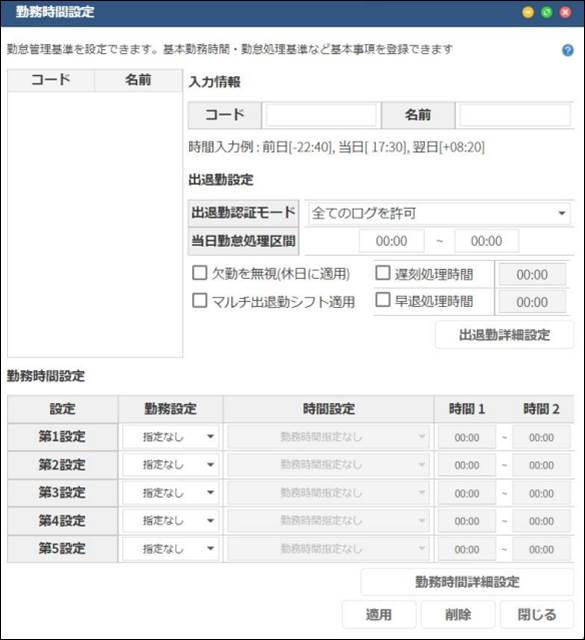 勤務時間設定
勤怠管理基準を設定できます。基本勤務時間・勤怠処理基準など基本事項を登録できます ?
コード 名前
入力情報
コード 名前
時間入力例 : 前日[-22:40], 当日[ 17:30], 翌日[+08:20]
出退勤設定
出退勤認証モード 全てのログを許可
当日勤怠処理区間 00:00 ~ 00:00
欠勤を無視(休日に適用) 遅刻処理時間 00:00
マルチ出退勤シフト適用 早退処理時間 00:00
出退勤詳細設定
勤務時間設定
設定 勤務設定 時間設定 時間 1 時間 2
第1設定 指定なし 勤務時間指定なし 00:00 ~ 00:00
第2設定 指定なし 勤務時間指定なし 00:00 ~ 00:00
第3設定 指定なし 勤務時間指定なし 00:00 ~ 00:00
第4設定 指定なし 勤務時間指定なし 00:00 ~ 00:00
第5設定 指定なし 勤務時間指定なし 00:00 ~ 00:00
勤務時間詳細設定
適用 削除 閉じる